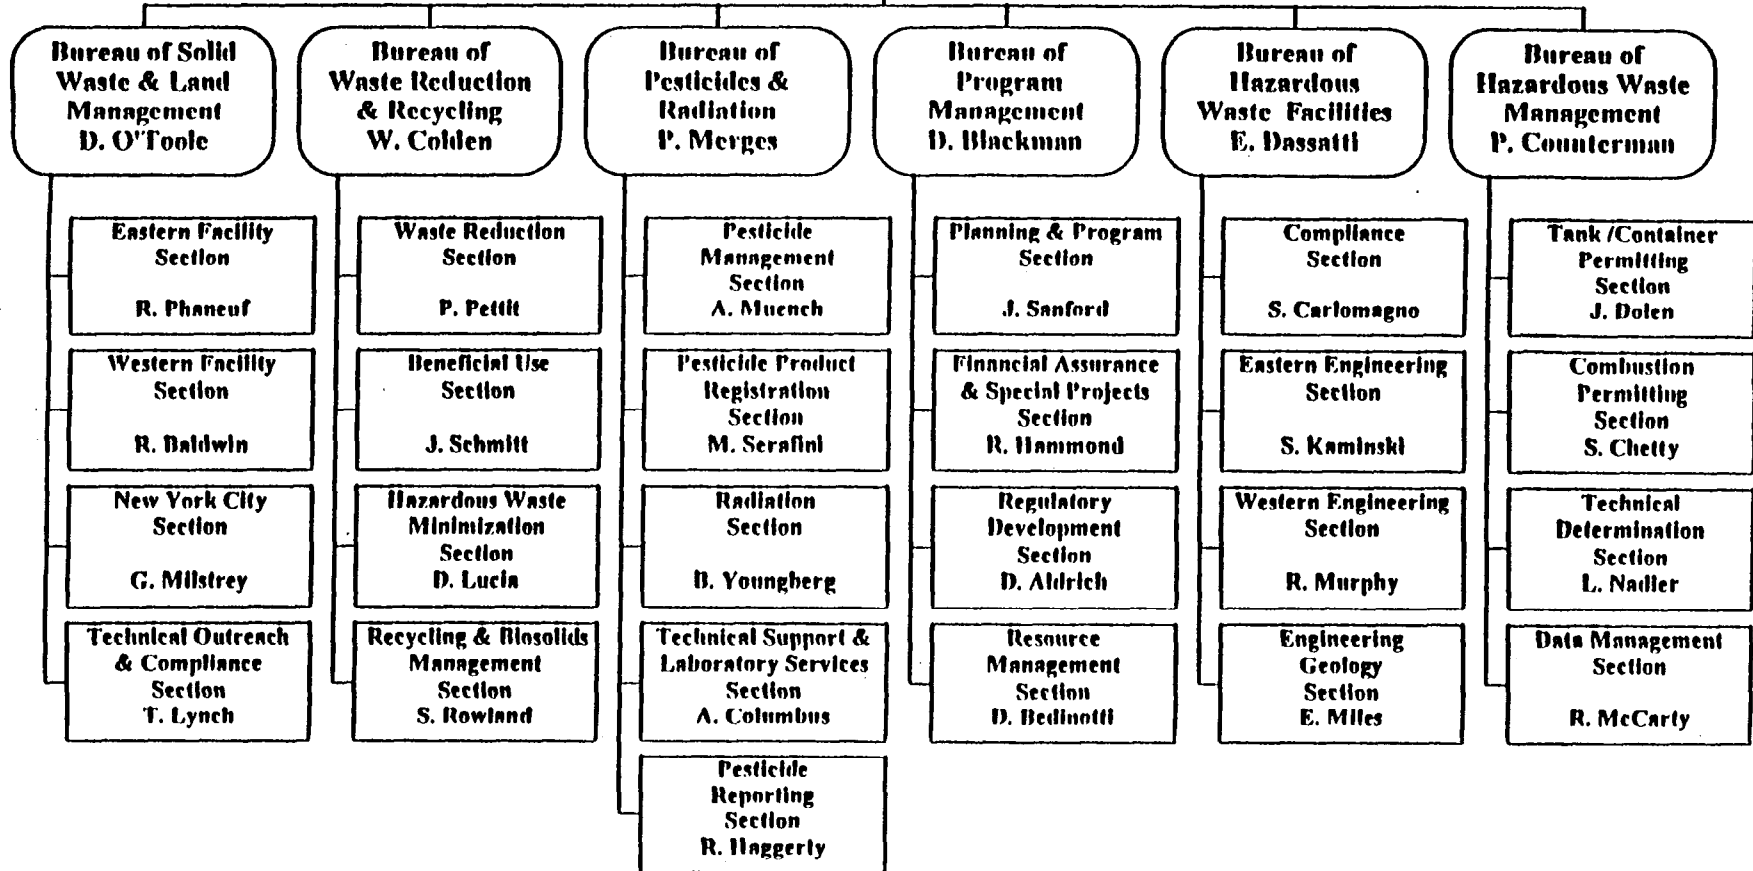 Bureau of Solid
Waste & Land
Management
D. O'Toole
Bureau of
Waste Reduction
& Recycling
W. Colden
Bureau of
Pesticides &
Radiation
P. Merges
Bureau of
Program
Management
D. Blackman
Bureau of
Hazardous
Waste Facilities
E. Dassatti
Bureau of
Hazardous Waste
Management
P. Counterman
Eastern Facility
Section
R. Phaneuf
Western Facility
Section
R. Baldwin
New York City
Section
G. Milstrey
Technical Outreach
& Compliance
Section
T. Lynch
Waste Reduction
Section
P. Pettit
Beneficial Use
Section
J. Schmitt
Hazardous Waste
Minimization
Section
D. Lucia
Recycling & Biosolids
Management
Section
S. Rowland
Pesticide
Management
Section
A. Muench
Pesticide Product
Registration
Section
M. Serafini
Radiation
Section
B. Youngberg
Technical Support &
Laboratory Services
Section
A. Columbus
Pesticide
Reporting
Section
R. Haggerty
Planning & Program
Section
J. Sanford
Financial Assurance
& Special Projects
Section
R. Hammond
Regulatory
Development
Section
D. Aldrich
Resource
Management
Section
D. Bedinotti
Compliance
Section
S. Carlomagno
Eastern Engineering
Section
S. Kaminski
Western Engineering
Section
R. Murphy
Engineering
Geology
Section
E. Miles
Tank /Container
Permitting
Section
J. Dolen
Combustion
Permitting
Section
S. Chetty
Technical
Determination
Section
L. Nadler
Data Management
Section
R. McCarty